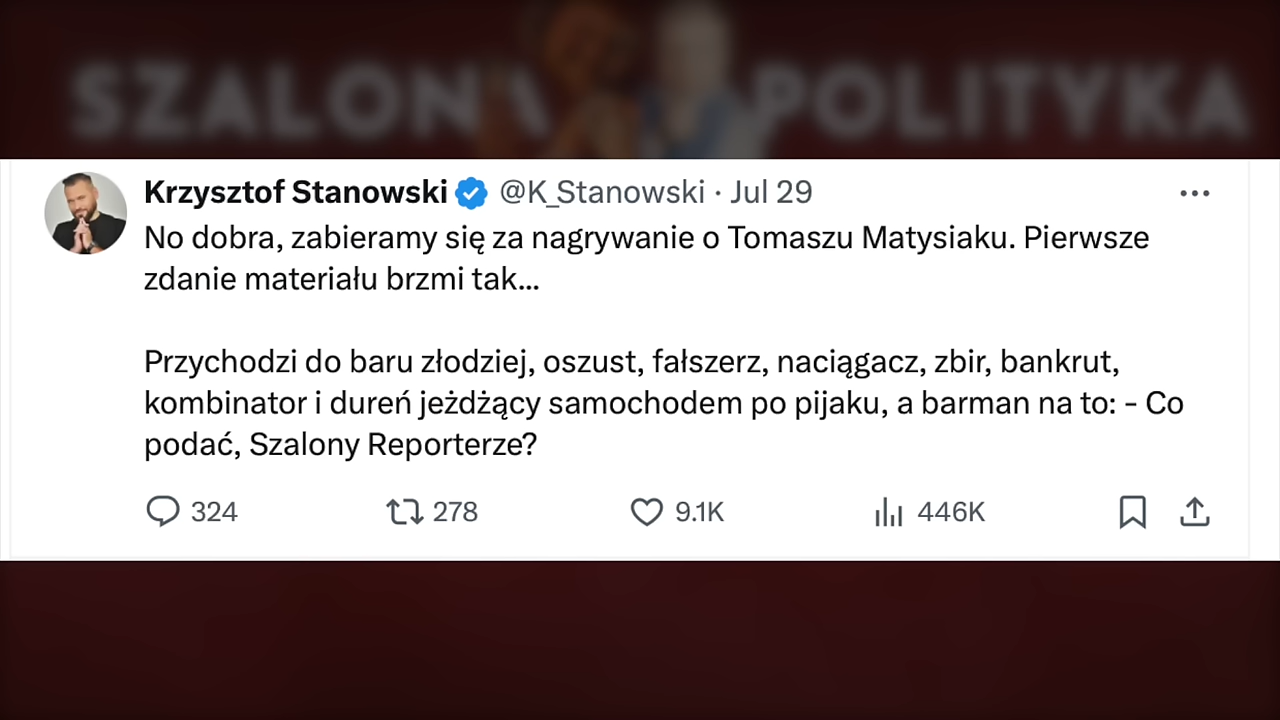 SZALONA POLITYKA
Krzysztof Stanowski @K_Stanowski · Jul 29
No dobra, zabieramy się za nagrywanie o Tomaszu Matysiaku. Pierwsze
zdanie materiału brzmi tak...
Przychodzi do baru złodziej, oszust, fałszerz, naciągacz, zbir, bankrut,
kombinator i dureń jeżdżący samochodem po pijaku, a barman na to: - Co
podać, Szalony Reporterze?
324 278 9.1K 446K